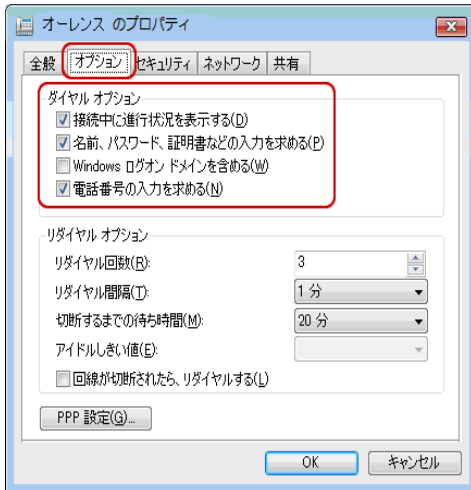 オーレンス のプロパティ
全般 オプション セキュリティ ネットワーク 共有
ダイヤル オプション
接続中に進行状況を表示する(D)
名前、パスワード、証明書などの入力を求める(P)
Windows ログオン ドメインを含める(W)
電話番号の入力を求める(N)
リダイヤル オプション
リダイヤル回数(R): 3
リダイヤル間隔(T): 1 分
切断するまでの待ち時間(M): 20 分
アイドルしきい値(E):
回線が切断されたら、リダイヤルする(L)
PPP 設定(G)...
OK キャンセル